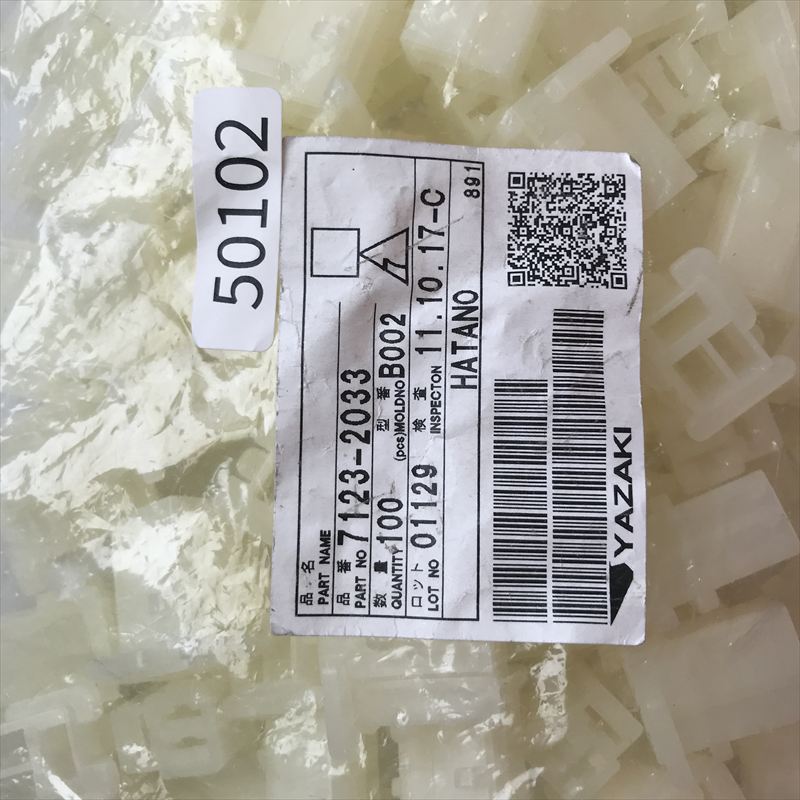 50102
品名
PART NAME
品番
PART NO 7123-2033
数量 型番
QUANTITY 100 (pcs) MOLDNO B002
ロット 検査
LOT NO 01129 INSPECTON 11.10.17-C
HATANO
891
YAZAKI